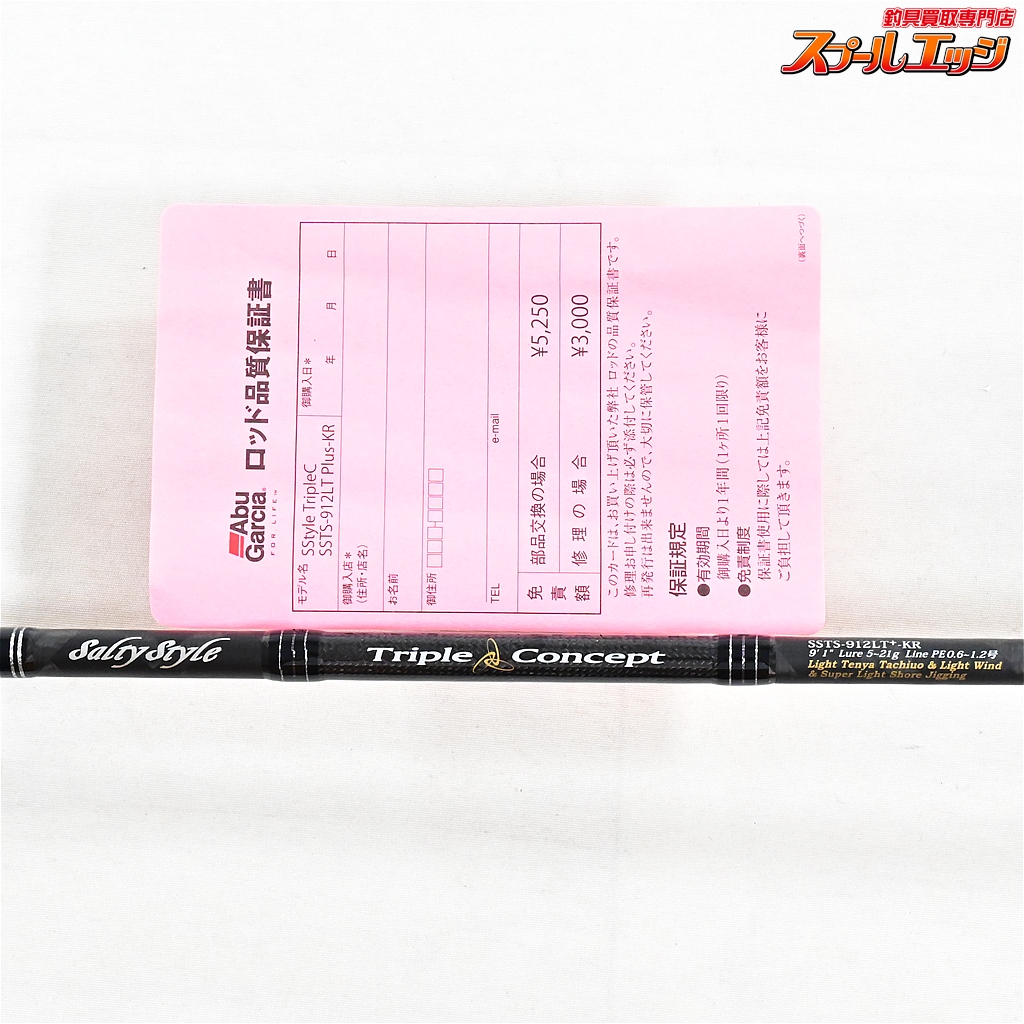 釣具買取専門店
スプールエッジ
Abu
Garcia®
FOR LIFE™
ロッド品質保証書
モデル名 SStyle TripleC
SSTS-912LT Plus-KR
御購入日*
年 月 日
御購入店*
(住所・店名)
お名前
御住所
TEL e-mail
免責額
部品交換の場合 ¥5,250
修理の場合 ¥3,000
このカードは、お買い上げ頂いた弊社 ロッドの品質保証書です。
修理お申し付けの際は必ず添付してください。
再発行は出来ませんので、大切に保管してください。
保証規定
●有効期間
御購入日より1年間(1ヶ所1回限り)
●免責制度
保証書使用に際しては上記免責額をお客様に
ご負担して頂きます。
(裏面へつづく)
SaltyStyle
Triple Concept
SSTS-912LT+-KR
9'1" Lure 5~21g Line PE0.6~1.2号
Light Tenya Tachiuo & Light Wind
& Super Light Shore Jigging